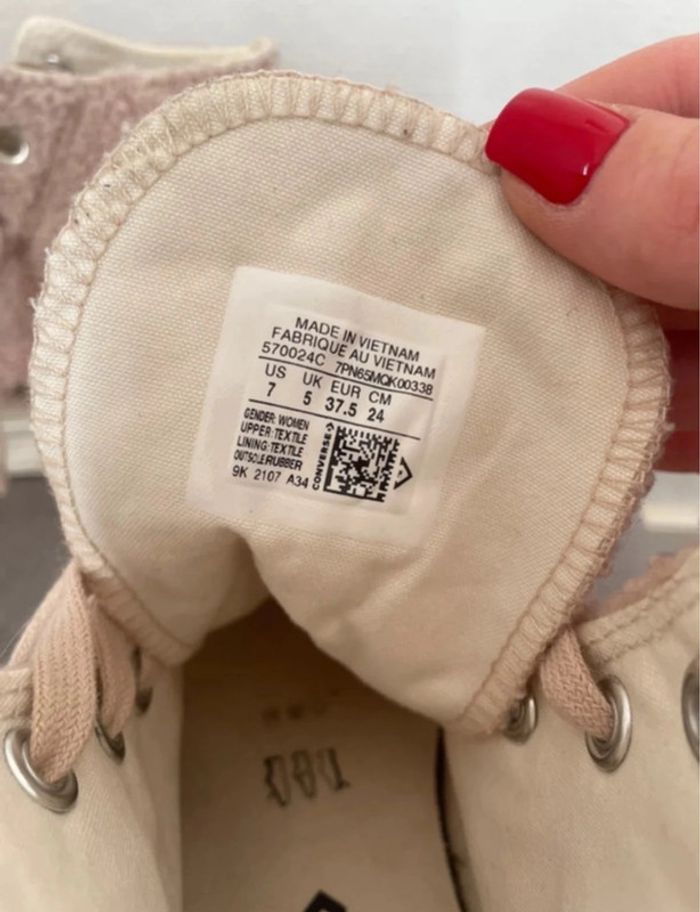 MADE IN VIETNAM
FABRIQUE AU VIETNAM
570024C 7PN65MQK00338
US UK EUR CM
7 5 37.5 24
GENDER: WOMEN
UPPER: TEXTILE
LINING: TEXTILE
OUTSOLE:RUBBER
9K 2107 A34
CONVERSE